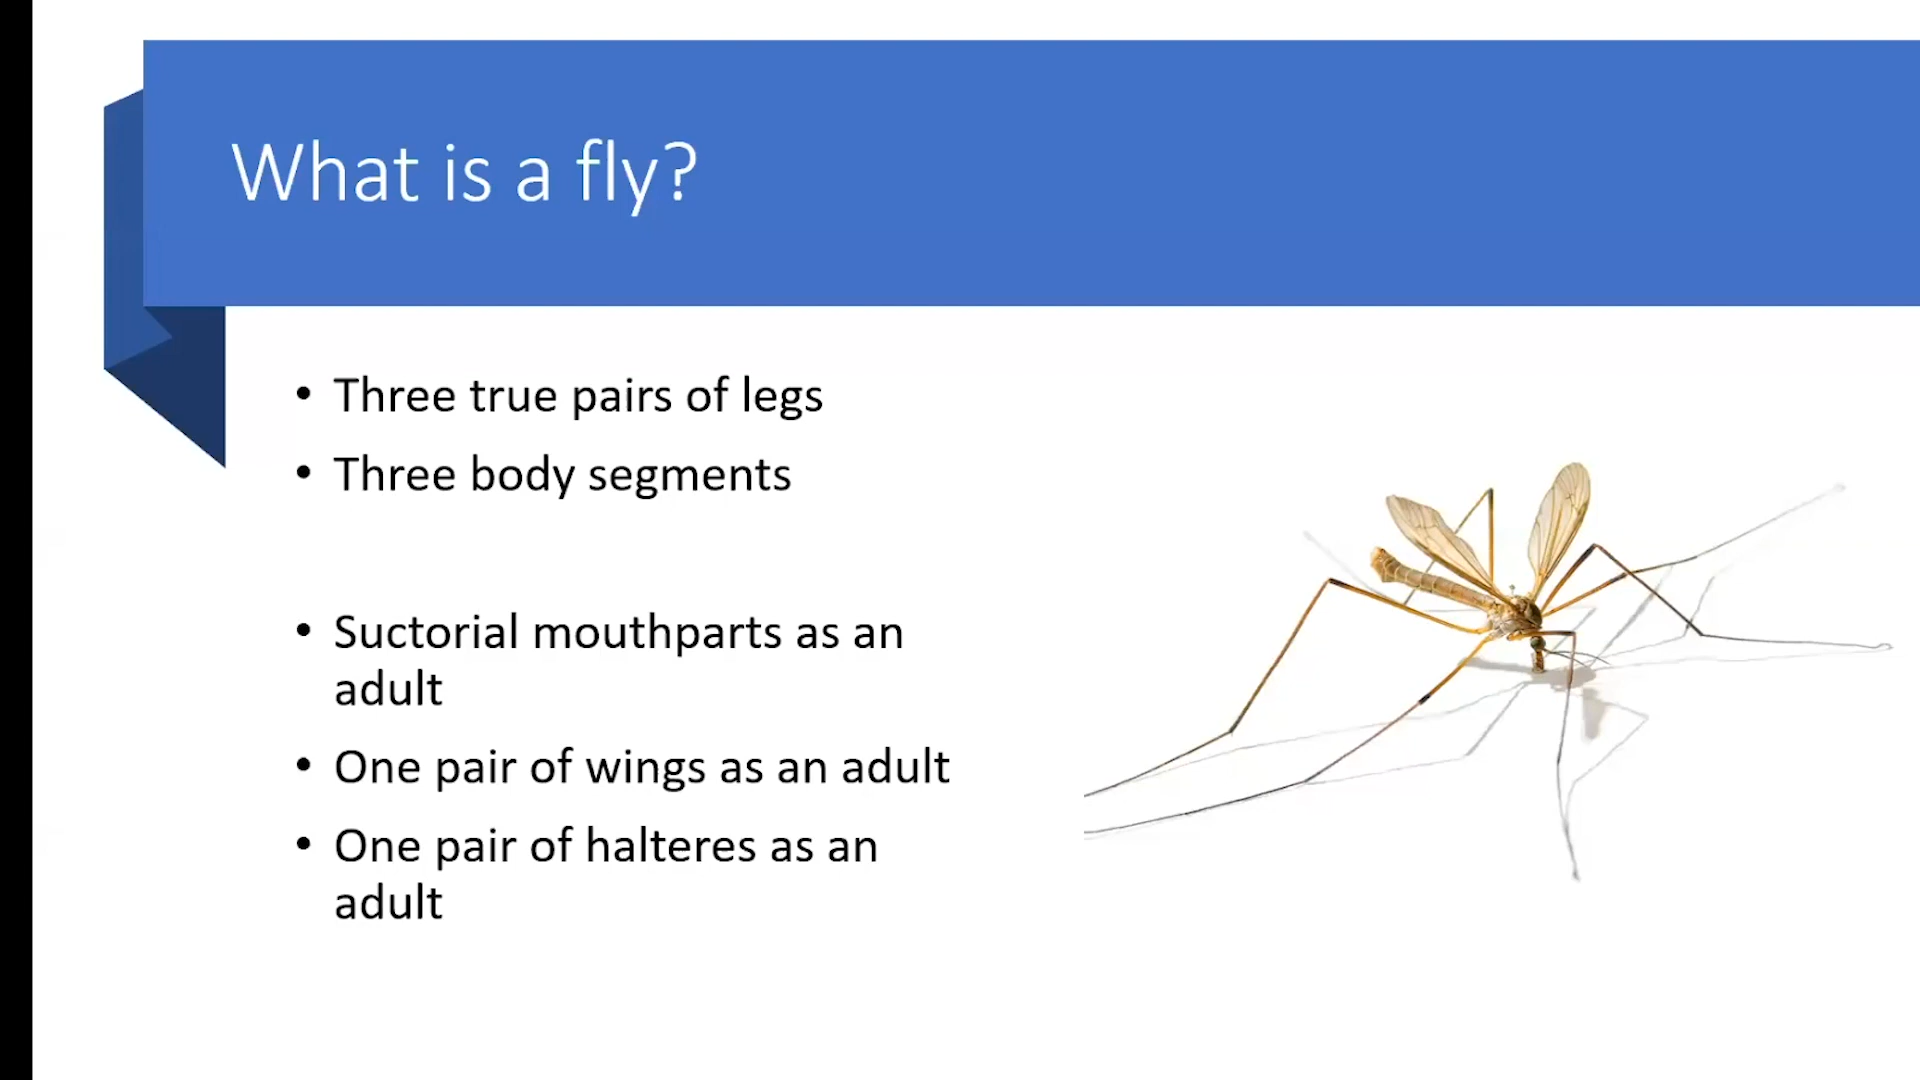 What is a fly?
• Three true pairs of legs
• Three body segments
• Suctorial mouthparts as an
adult
• One pair of wings as an adult
• One pair of halteres as an
adult